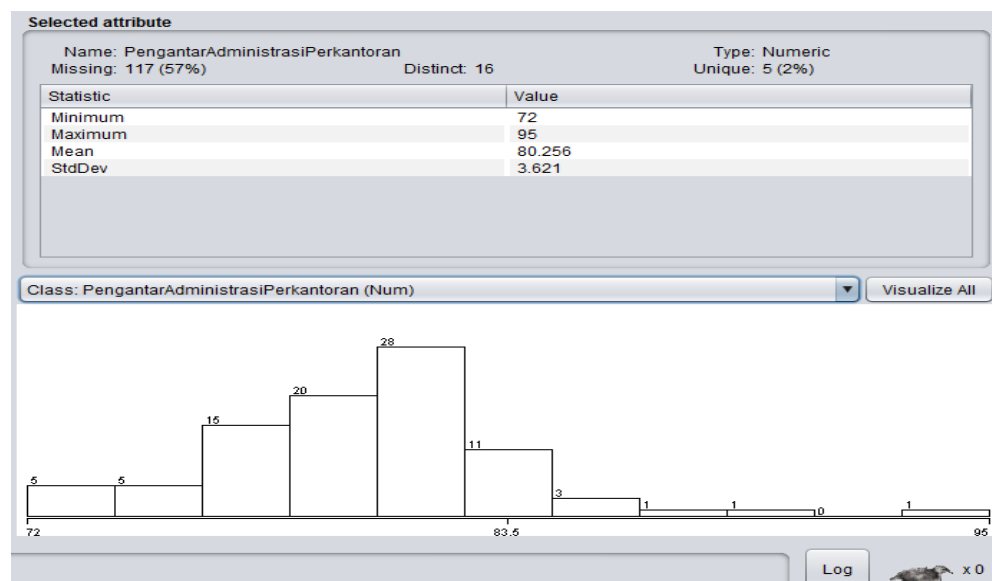 Selected attribute
Name: PengantarAdministrasiPerkantoran Type: Numeric
Missing: 117 (57%) Distinct: 16 Unique: 5 (2%)
Statistic Value
Minimum 72
Maximum 95
Mean 80.256
StdDev 3.621
Class: PengantarAdministrasiPerkantoran (Num) Visualize All
28
20
15
11
5 5
3
1 1 0 1
72 83.5 95
Log x 0